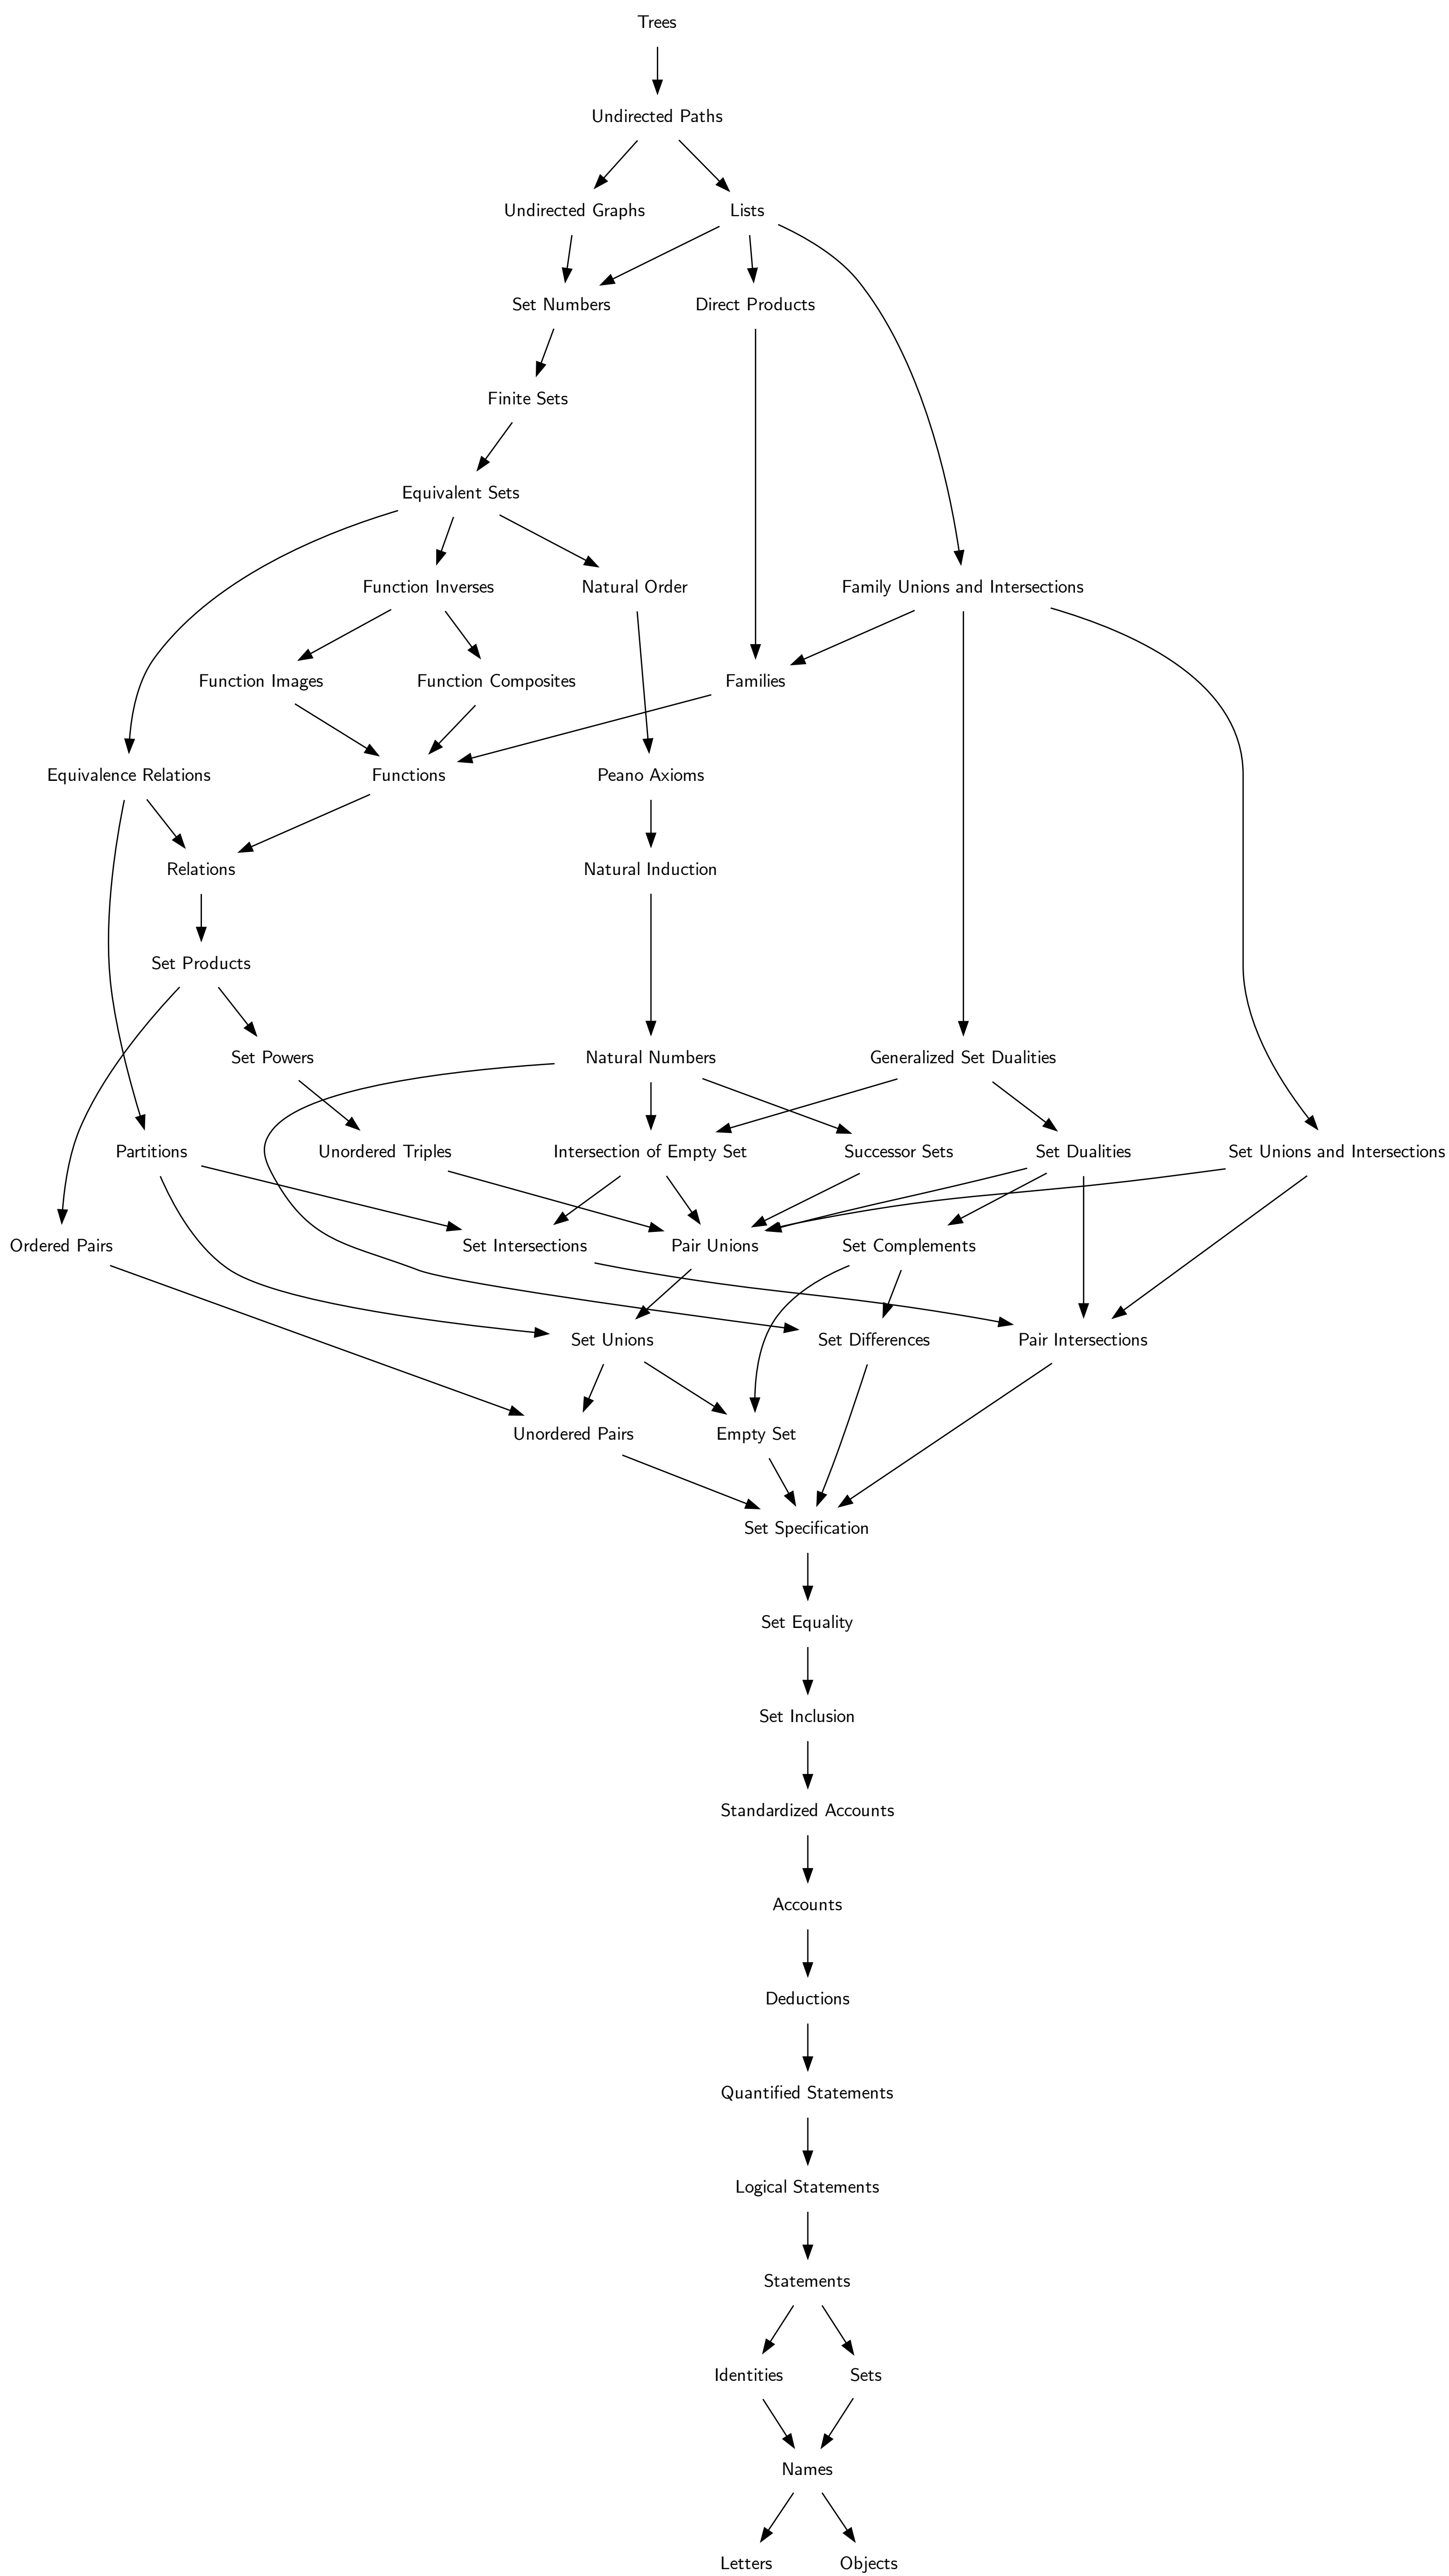 Trees
Undirected Paths
Undirected Graphs
Lists
Set Numbers
Direct Products
Finite Sets
Equivalent Sets
Function Inverses
Natural Order
Family Unions and Intersections
Function Images
Function Composites
Families
Equivalence Relations
Functions
Peano Axioms
Relations
Natural Induction
Set Products
Set Powers
Natural Numbers
Generalized Set Dualities
Partitions
Unordered Triples
Intersection of Empty Set
Successor Sets
Set Dualities
Set Unions and Intersections
Ordered Pairs
Set Intersections
Pair Unions
Set Complements
Set Unions
Set Differences
Pair Intersections
Unordered Pairs
Empty Set
Set Specification
Set Equality
Set Inclusion
Standardized Accounts
Accounts
Deductions
Quantified Statements
Logical Statements
Statements
Identities
Sets
Names
Letters
Objects